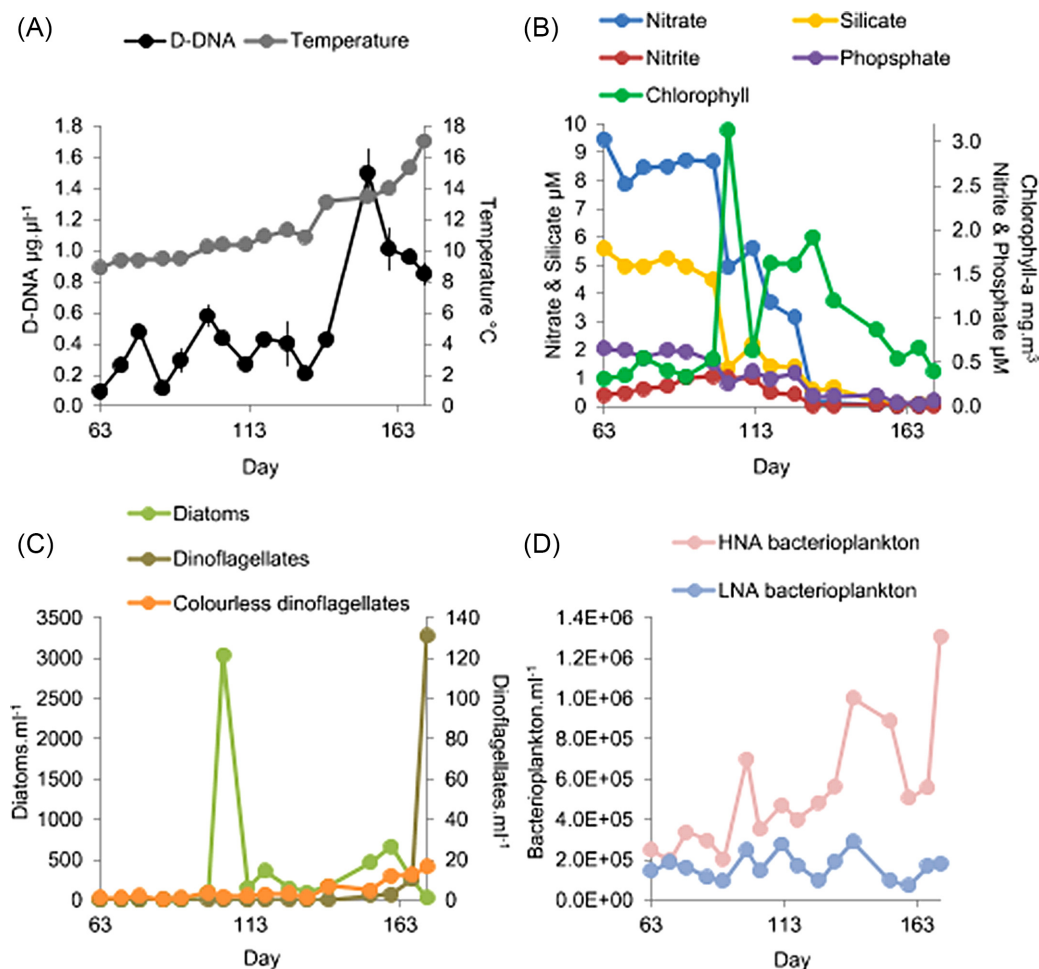 (A)
D-DNA Temperature
1.8
1.6
1.4
1.2
1.0
0.8
0.6
0.4
0.2
0.0
D-DNA µg.µl-1
18
16
14
12
10
8
6
4
2
0
Temperature °C
63 113 163
Day
(B)
Nitrate Silicate
Nitrite Phopsphate
Chlorophyll
10
9
8
7
6
5
4
3
2
1
0
Nitrate & Silicate µM
3.0
2.5
2.0
1.5
1.0
0.5
0.0
Chlorophyll-a mg.m3
Nitrite & Phosphate µM
63 113 163
Day
(C)
Diatoms
Dinoflagellates
Colourless dinoflagellates
3500
3000
2500
2000
1500
1000
500
0
Diatoms.ml-1
140
120
100
80
60
40
20
0
Dinoflagellates.ml-1
63 113 163
Day
(D)
HNA bacterioplankton
LNA bacterioplankton
1.4E+06
1.2E+06
1.0E+06
8.0E+05
6.0E+05
4.0E+05
2.0E+05
0.0E+00
Bacterioplankton.ml-1
63 113 163
Day